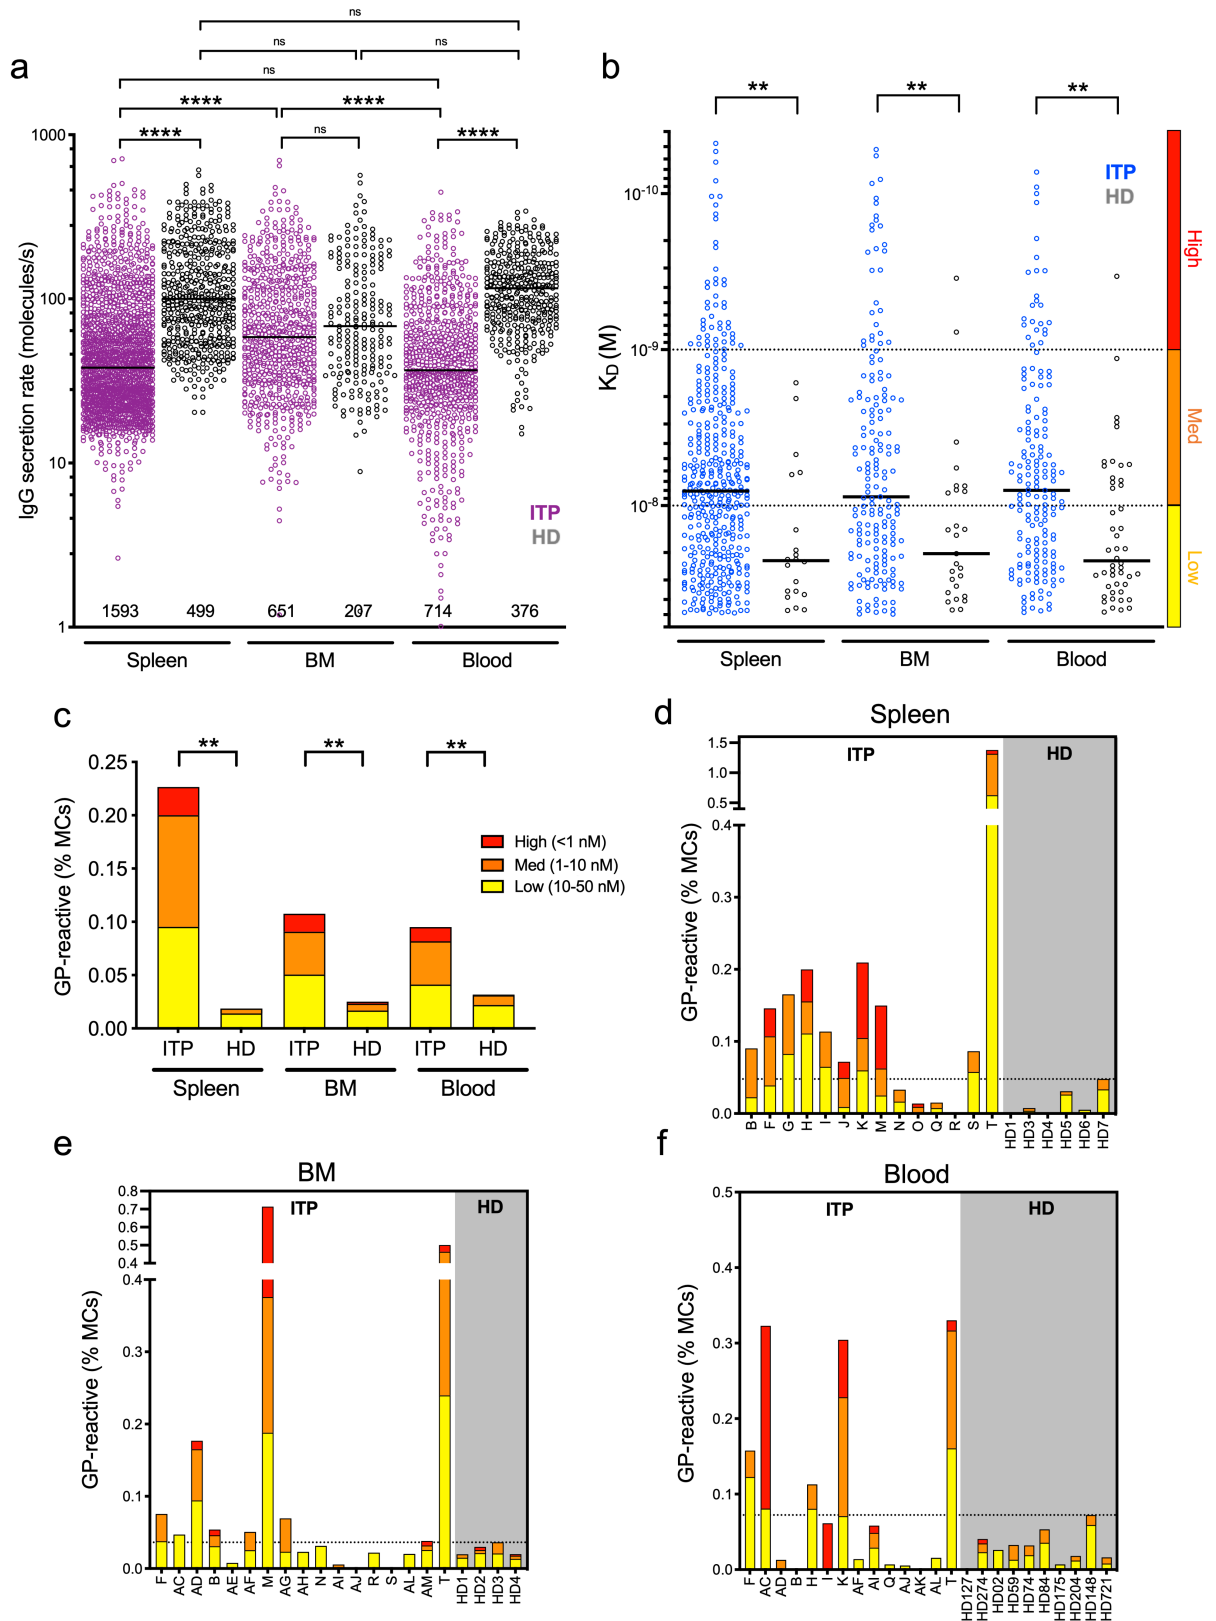 a
ns
ns
ns
ns
****
****
****
ns
****
IgG secretion rate (molecules/s)
1000
100
10
1
ITP
HD
1593
499
651
297
714
376
Spleen
BM
Blood
b
**
**
**
K_D (M)
10^-10
10^-9
10^-8
ITP
HD
High
Med
Low
Spleen
BM
Blood
c
**
**
**
GP-reactive (% MCs)
0.25
0.20
0.15
0.10
0.05
0.00
High (<1 nM)
Med (1-10 nM)
Low (10-50 nM)
ITP HD ITP HD ITP HD
Spleen BM Blood
d
Spleen
ITP
HD
GP-reactive (% MCs)
1.5
1.0
0.5
0.4
0.3
0.2
0.1
0.0
B F G H I J K M N O Q R S T HD1 HD3 HD4 HD5 HD6 HD7
e
BM
ITP
HD
GP-reactive (% MCs)
0.8
0.7
0.6
0.5
0.4
0.4
0.3
0.2
0.1
0.0
F AC AD B AE AF M AG AH N AI AJ R S AL AM T HD1 HD2 HD3 HD4
f
Blood
ITP
HD
GP-reactive (% MCs)
0.5
0.4
0.3
0.2
0.1
0.0
F AC AD B H I K AF AI Q AJ AK AL T HD127 HD274 HD02 HD59 HD74 HD84 HD175 HD204 HD148 HD721